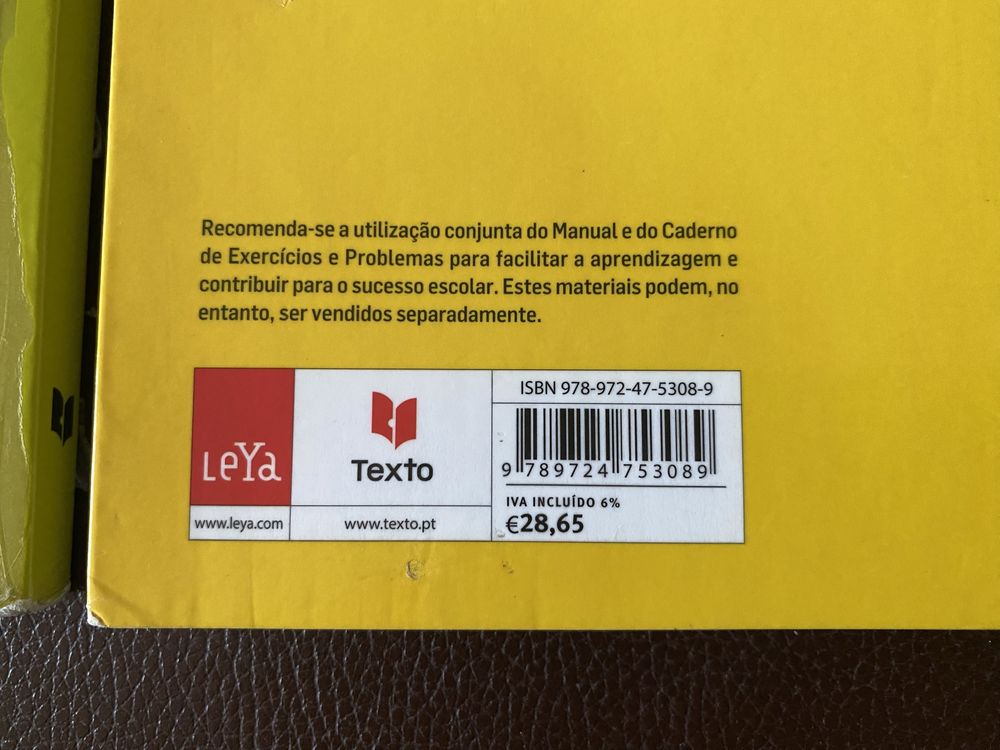 Recomenda-se a utilização conjunta do Manual e do Caderno
de Exercícios e Problemas para facilitar a aprendizagem e
contribuir para o sucesso escolar. Estes materiais podem, no
entanto, ser vendidos separadamente.
LeYa
www.leya.com
Texto
www.texto.pt
ISBN 978-972-47-5308-9
9 789724 753089
IVA INCLUÍDO 6%
€28,65